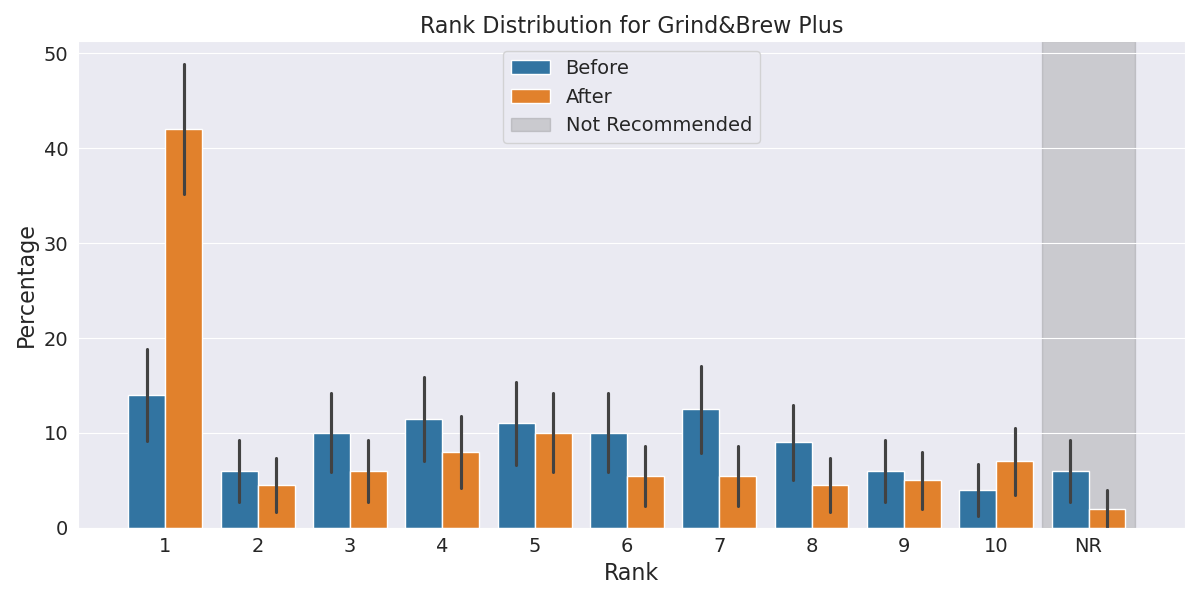 Rank Distribution for Grind&Brew Plus
Before
After
Not Recommended
Percentage
50
40
30
20
10
0
1 2 3 4 5 6 7 8 9 10 NR
Rank